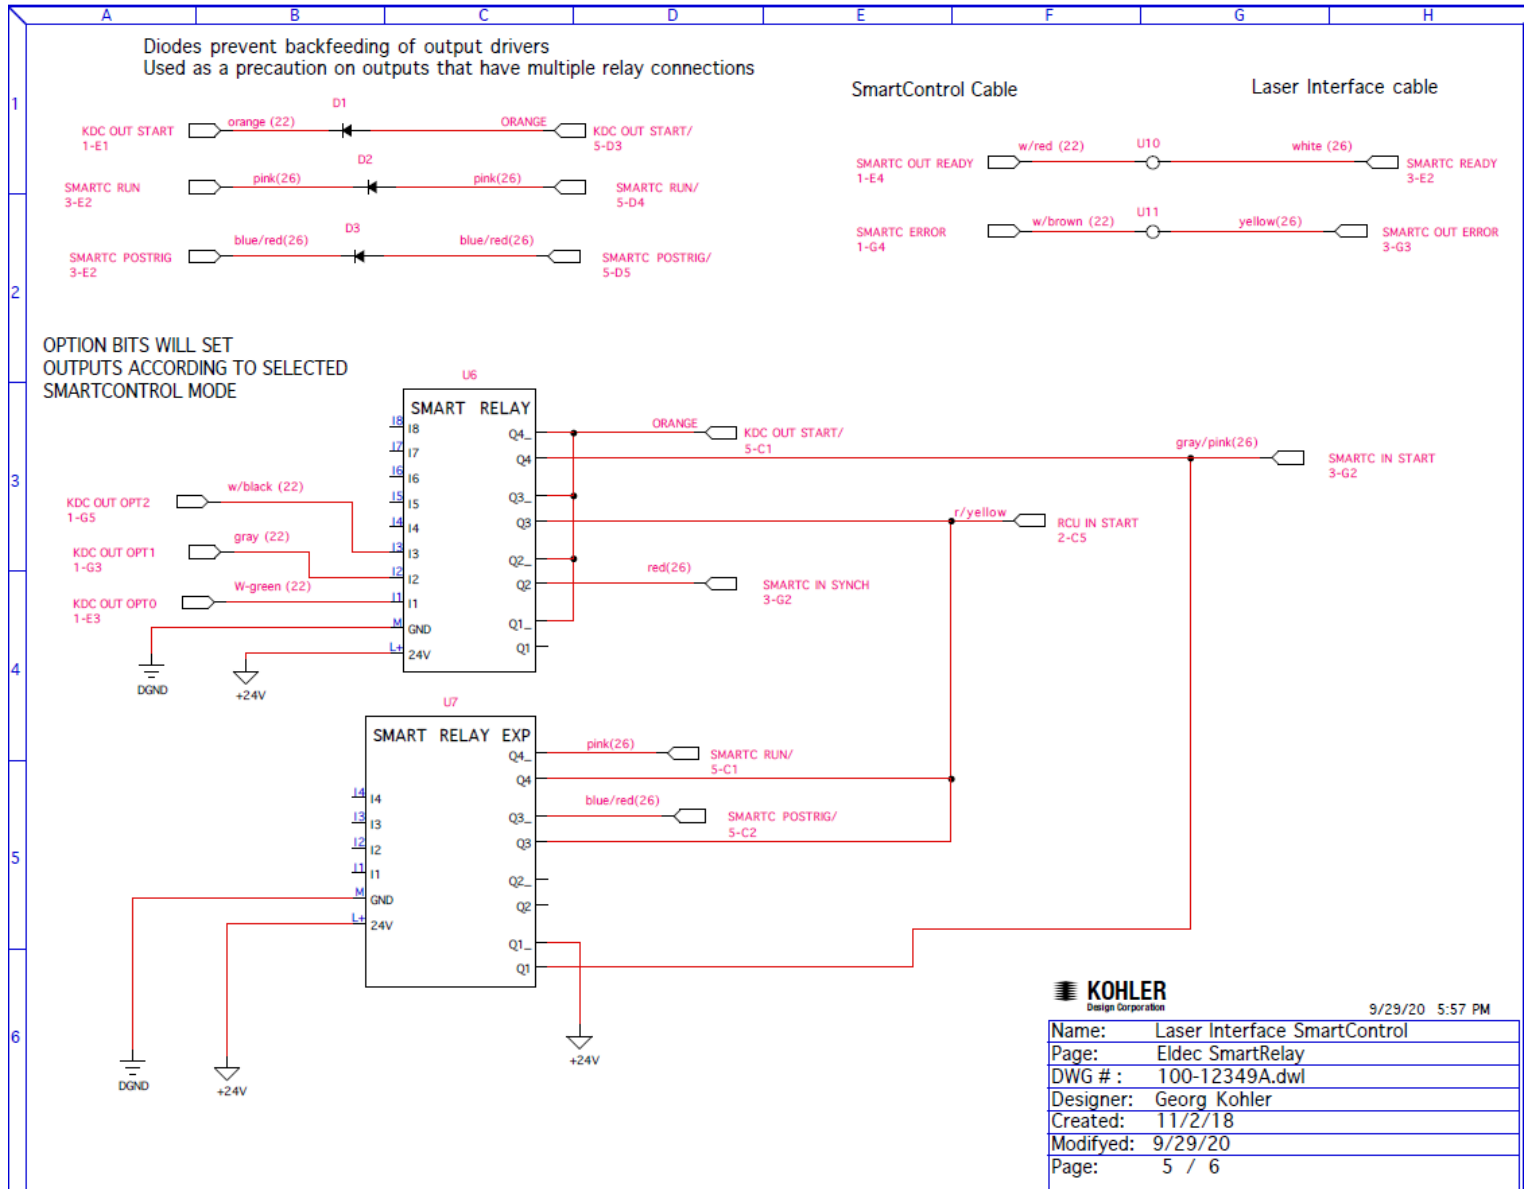 A B C D E F G H
Diodes prevent backfeeding of output drivers
Used as a precaution on outputs that have multiple relay connections
SmartControl Cable
Laser Interface cable
1
D1
KDC OUT START
1-E1
orange (22)
ORANGE
KDC OUT START/
5-D3
D2
SMARTC RUN
3-E2
pink(26)
pink(26)
SMARTC RUN/
5-D4
D3
SMARTC POSTRIG
3-E2
blue/red(26)
blue/red(26)
SMARTC POSTRIG/
5-D5
SMARTC OUT READY
1-E4
w/red (22)
U10
white (26)
SMARTC READY
3-E2
SMARTC ERROR
1-G4
w/brown (22)
U11
yellow(26)
SMARTC OUT ERROR
3-G3
2
OPTION BITS WILL SET
OUTPUTS ACCORDING TO SELECTED
SMARTCONTROL MODE
U6
SMART RELAY
I8 I8
I7 I7
I6 I6
I5 I5
I4 I4
I3 I3
I2 I2
I1 I1
M GND
L+ 24V
Q4_
Q4
Q3_
Q3
Q2_
Q2
Q1_
Q1
3
KDC OUT OPT2
1-G5
w/black (22)
KDC OUT OPT1
1-G3
gray (22)
KDC OUT OPT0
1-E3
W-green (22)
DGND
+24V
ORANGE
KDC OUT START/
5-C1
gray/pink(26)
SMARTC IN START
3-G2
r/yellow
RCU IN START
2-C5
red(26)
SMARTC IN SYNCH
3-G2
4
U7
SMART RELAY EXP
I4 I4
I3 I3
I2 I2
I1 I1
M GND
L+ 24V
Q4_
Q4
Q3_
Q3
Q2_
Q2
Q1_
Q1
pink(26)
SMARTC RUN/
5-C1
blue/red(26)
SMARTC POSTRIG/
5-C2
5
6
DGND
+24V
+24V
KOHLER
Design Corporation
9/29/20 5:57 PM
Name: Laser Interface SmartControl
Page: Eldec SmartRelay
DWG # : 100-12349A.dwl
Designer: Georg Kohler
Created: 11/2/18
Modifyed: 9/29/20
Page: 5 / 6